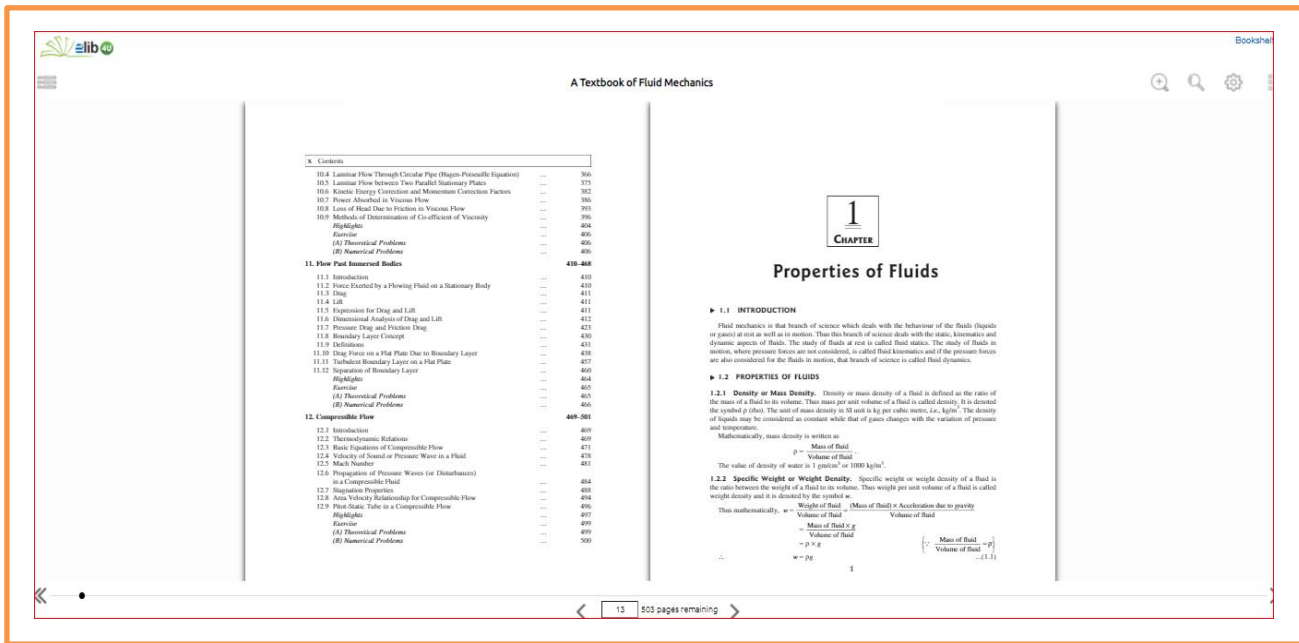 elib 4U
Bookshel
A Textbook of Fluid Mechanics
x Contents
10.4 Laminar Flow Through Circular Pipe (Hagen-Poiseuille Equation) ... 366
10.5 Laminar Flow between Two Parallel Stationary Plates ... 375
10.6 Kinetic Energy Correction and Momentum Correction Factors ... 382
10.7 Power Absorbed in Viscous Flow ... 386
10.8 Loss of Head Due to Friction in Viscous Flow ... 393
10.9 Methods of Determination of Co-efficient of Viscosity ... 396
Highlights ... 404
Exercise ... 406
(A) Theoretical Problems ... 406
(B) Numerical Problems ... 406
11. Flow Past Immersed Bodies 410–468
11.1 Introduction ... 410
11.2 Force Exerted by a Flowing Fluid on a Stationary Body ... 410
11.3 Drag ... 411
11.4 Lift ... 411
11.5 Expression for Drag and Lift ... 411
11.6 Dimensional Analysis of Drag and Lift ... 412
11.7 Pressure Drag and Friction Drag ... 423
11.8 Boundary Layer Concept ... 430
11.9 Definitions ... 431
11.10 Drag Force on a Flat Plate Due to Boundary Layer ... 438
11.11 Turbulent Boundary Layer on a Flat Plate ... 457
11.12 Separation of Boundary Layer ... 460
Highlights ... 464
Exercise ... 465
(A) Theoretical Problems ... 465
(B) Numerical Problems ... 466
12. Compressible Flow 469–501
12.1 Introduction ... 469
12.2 Thermodynamic Relations ... 469
12.3 Basic Equations of Compressible Flow ... 471
12.4 Velocity of Sound or Pressure Wave in a Fluid ... 478
12.5 Mach Number ... 481
12.6 Propagation of Pressure Waves (or Disturbances)
in a Compressible Fluid ... 484
12.7 Stagnation Properties ... 488
12.8 Area Velocity Relationship for Compressible Flow ... 494
12.9 Pitot-Static Tube in a Compressible Flow ... 496
Highlights ... 497
Exercise ... 499
(A) Theoretical Problems ... 499
(B) Numerical Problems ... 500
1
CHAPTER
Properties of Fluids
▶ 1.1 INTRODUCTION
Fluid mechanics is that branch of science which deals with the behaviour of the fluids (liquids
or gases) at rest as well as in motion. Thus this branch of science deals with the static, kinematics and
dynamic aspects of fluids. The study of fluids at rest is called fluid statics. The study of fluids in
motion, where pressure forces are not considered, is called fluid kinematics and if the pressure forces
are also considered for the fluids in motion, that branch of science is called fluid dynamics.
▶ 1.2 PROPERTIES OF FLUIDS
1.2.1 Density or Mass Density. Density or mass density of a fluid is defined as the ratio of
the mass of a fluid to its volume. Thus mass per unit volume of a fluid is called density. It is denoted
the symbol ρ (rho). The unit of mass density in SI unit is kg per cubic metre, i.e., kg/m³. The density
of liquids may be considered as constant while that of gases changes with the variation of pressure
and temperature.
Mathematically, mass density is written as
ρ = Mass of fluid / Volume of fluid .
The value of density of water is 1 gm/cm³ or 1000 kg/m³.
1.2.2 Specific Weight or Weight Density. Specific weight or weight density of a fluid is
the ratio between the weight of a fluid to its volume. Thus weight per unit volume of a fluid is called
weight density and it is denoted by the symbol w.
Thus mathematically, w = Weight of fluid / Volume of fluid = (Mass of fluid) × Acceleration due to gravity / Volume of fluid
= Mass of fluid × g / Volume of fluid
= ρ × g {∵ Mass of fluid / Volume of fluid = ρ}
∴ w = ρg ...(1.1)
1
13 503 pages remaining